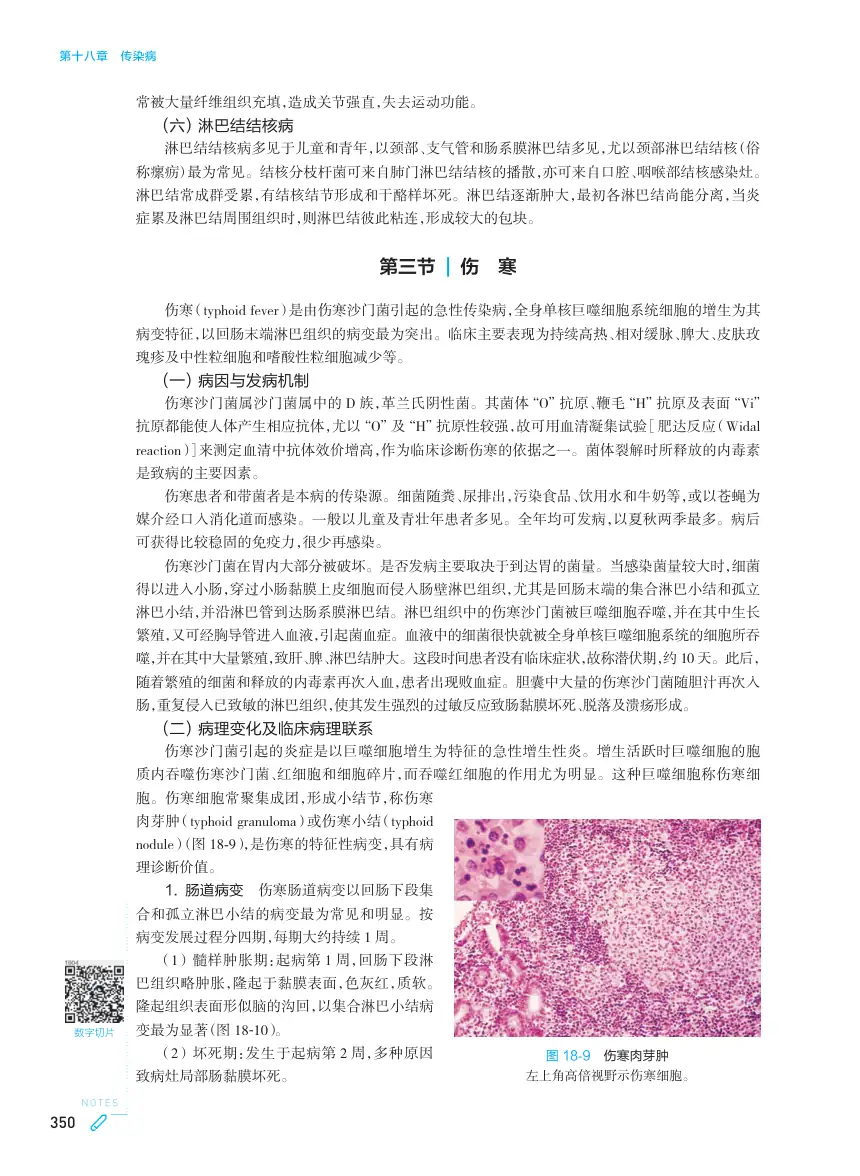 第十八章 传染病
常被大量纤维组织充填，造成关节强直，失去运动功能。
（六）淋巴结结核病
淋巴结结核病多见于儿童和青年，以颈部、支气管和肠系膜淋巴结多见，尤以颈部淋巴结结核（俗
称瘰疬）最为常见。结核分枝杆菌可来自肺门淋巴结结核的播散，亦可来自口腔、咽喉部结核感染灶。
淋巴结常成群受累，有结核结节形成和干酪样坏死。淋巴结逐渐肿大，最初各淋巴结尚能分离，当炎
症累及淋巴结周围组织时，则淋巴结彼此粘连，形成较大的包块。
第三节 | 伤 寒
伤寒（typhoid fever）是由伤寒沙门菌引起的急性传染病，全身单核巨噬细胞系统细胞的增生为其
病变特征，以回肠末端淋巴组织的病变最为突出。临床主要表现为持续高热、相对缓脉、脾大、皮肤玫
瑰疹及中性粒细胞和嗜酸性粒细胞减少等。
（一）病因与发病机制
伤寒沙门菌属沙门菌属中的 D 族，革兰氏阴性菌。其菌体“O”抗原、鞭毛“H”抗原及表面“Vi”
抗原都能使人体产生相应抗体，尤以“O”及“H”抗原性较强，故可用血清凝集试验［肥达反应（Widal
reaction）］来测定血清中抗体效价增高，作为临床诊断伤寒的依据之一。菌体裂解时所释放的内毒素
是致病的主要因素。
伤寒患者和带菌者是本病的传染源。细菌随粪、尿排出，污染食品、饮用水和牛奶等，或以苍蝇为
媒介经口入消化道而感染。一般以儿童及青壮年患者多见。全年均可发病，以夏秋两季最多。病后
可获得比较稳固的免疫力，很少再感染。
伤寒沙门菌在胃内大部分被破坏。是否发病主要取决于到达胃的菌量。当感染菌量较大时，细菌
得以进入小肠，穿过小肠黏膜上皮细胞而侵入肠壁淋巴组织，尤其是回肠末端的集合淋巴小结和孤立
淋巴小结，并沿淋巴管到达肠系膜淋巴结。淋巴组织中的伤寒沙门菌被巨噬细胞吞噬，并在其中生长
繁殖，又可经胸导管进入血液，引起菌血症。血液中的细菌很快就被全身单核巨噬细胞系统的细胞所吞
噬，并在其中大量繁殖，致肝、脾、淋巴结肿大。这段时间患者没有临床症状，故称潜伏期，约 10 天。此后，
随着繁殖的细菌和释放的内毒素再次入血，患者出现败血症。胆囊中大量的伤寒沙门菌随胆汁再次入
肠，重复侵入已致敏的淋巴组织，使其发生强烈的过敏反应致肠黏膜坏死、脱落及溃疡形成。
（二）病理变化及临床病理联系
伤寒沙门菌引起的炎症是以巨噬细胞增生为特征的急性增生性炎。增生活跃时巨噬细胞的胞
质内吞噬伤寒沙门菌、红细胞和细胞碎片，而吞噬红细胞的作用尤为明显。这种巨噬细胞称伤寒细
胞。伤寒细胞常聚集成团，形成小结节，称伤寒
肉芽肿（typhoid granuloma）或伤寒小结（typhoid
nodule）（图 18-9），是伤寒的特征性病变，具有病
理诊断价值。
1. 肠道病变 伤寒肠道病变以回肠下段集
合和孤立淋巴小结的病变最为常见和明显。按
病变发展过程分四期，每期大约持续 1 周。
（1）髓样肿胀期：起病第 1 周，回肠下段淋
巴组织略肿胀，隆起于黏膜表面，色灰红，质软。
隆起组织表面形似脑的沟回，以集合淋巴小结病
变最为显著（图 18-10）。
（2）坏死期：发生于起病第 2 周，多种原因
致病灶局部肠黏膜坏死。
1804
数字切片
图 18-9 伤寒肉芽肿
左上角高倍视野示伤寒细胞。
NOTES
350